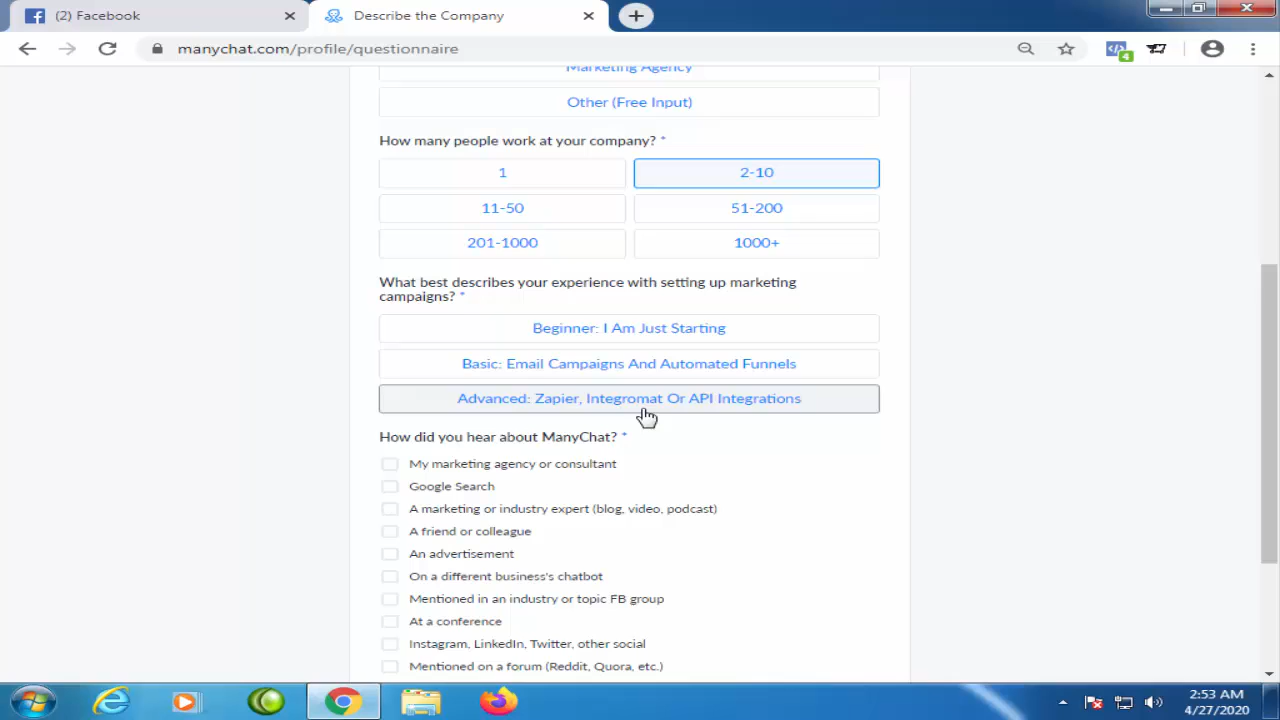 (2) Facebook
Describe the Company
manychat.com/profile/questionnaire
4
Marketing Agency
Other (Free Input)
How many people work at your company? *
1
2-10
11-50
51-200
201-1000
1000+
What best describes your experience with setting up marketing
campaigns? *
Beginner: I Am Just Starting
Basic: Email Campaigns And Automated Funnels
Advanced: Zapier, Integromat Or API Integrations
How did you hear about ManyChat? *
My marketing agency or consultant
Google Search
A marketing or industry expert (blog, video, podcast)
A friend or colleague
An advertisement
On a different business's chatbot
Mentioned in an industry or topic FB group
At a conference
Instagram, LinkedIn, Twitter, other social
Mentioned on a forum (Reddit, Quora, etc.)
2:53 AM
4/27/2020